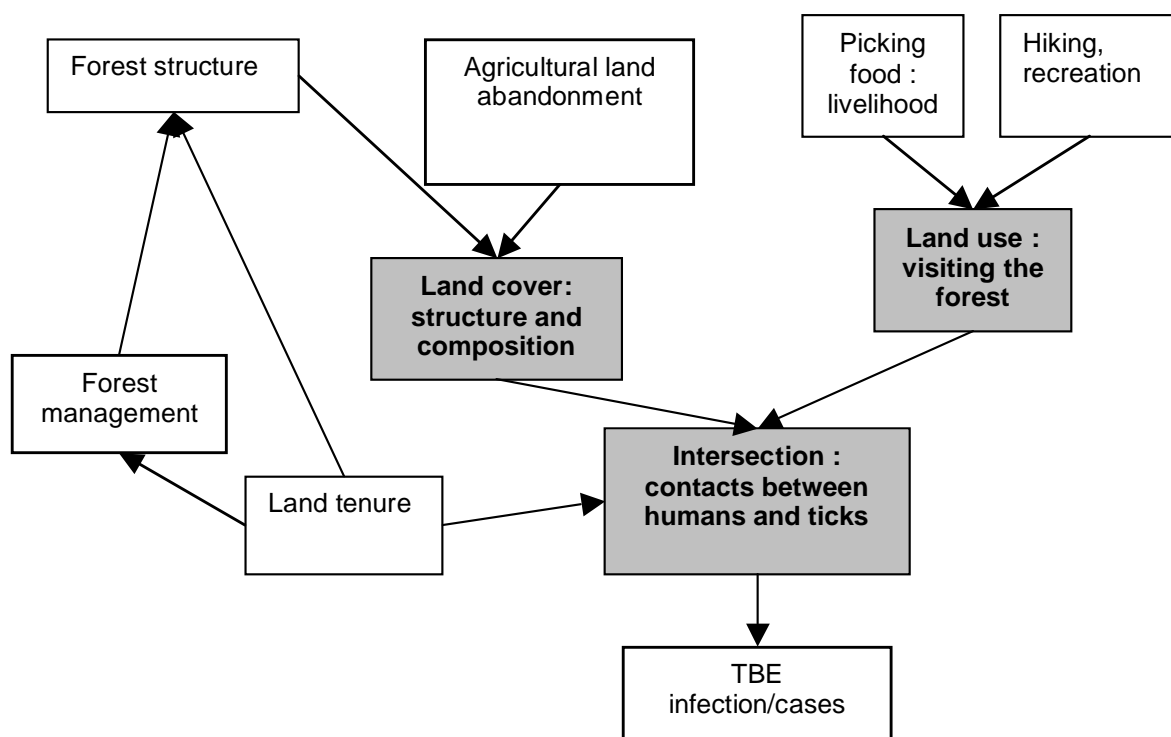 Forest structure
Agricultural land
abandonment
Picking
food :
livelihood
Hiking,
recreation
Land cover:
structure and
composition
Land use :
visiting the
forest
Forest
management
Land tenure
Intersection :
contacts between
humans and ticks
TBE
infection/cases